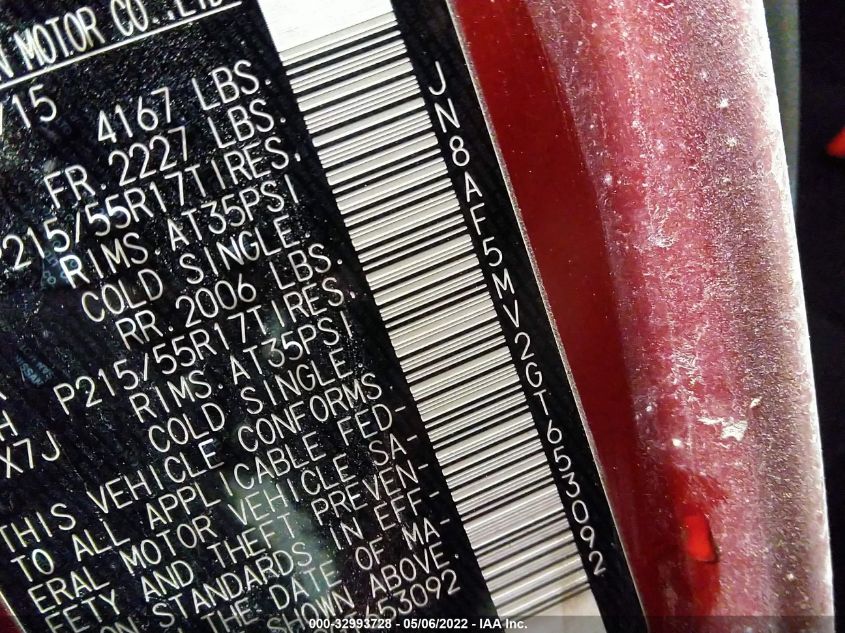 N MOTOR CO.,LTD
/15
4167 LBS.
FR. 2227 LBS.
P215/55R17TIRES.
RIMS. AT35PSI
COLD SINGLE
RR. 2006 LBS.
P215/55R17TIRES.
H RIMS. AT35PSI
X7J COLD SINGLE
THIS VEHICLE CONFORMS
TO ALL APPLICABLE FED-
ERAL MOTOR VEHICLE SA-
FETY AND THEFT PREVEN-
ON STANDARDS IN EFF-
THE DATE OF MA-
SHOWN ABOVE.
653092
JN8AF5MV2GT653092
000-32993728 - 05/06/2022 - IAA Inc.